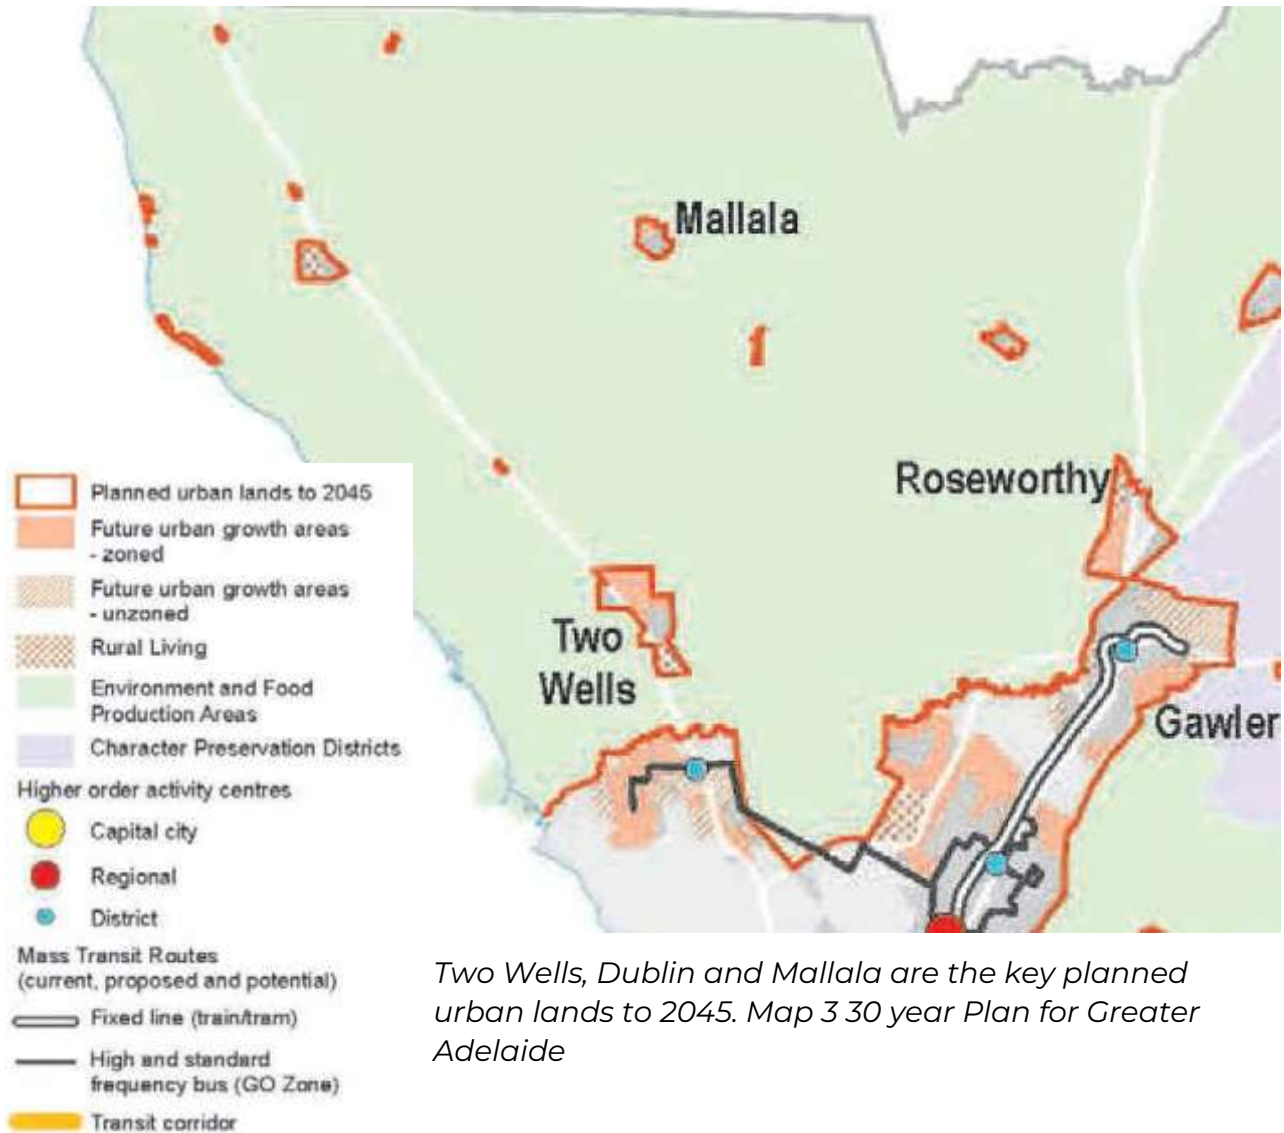 Mallala
Roseworthy
Two
Wells
Gawler
Planned urban lands to 2045
Future urban growth areas
- zoned
Future urban growth areas
- unzoned
Rural Living
Environment and Food
Production Areas
Character Preservation Districts
Higher order activity centres
Capital city
Regional
District
Mass Transit Routes
(current, proposed and potential)
Fixed line (train/tram)
High and standard
frequency bus (GO Zone)
Transit corridor
Two Wells, Dublin and Mallala are the key planned
urban lands to 2045. Map 3 30 year Plan for Greater
Adelaide